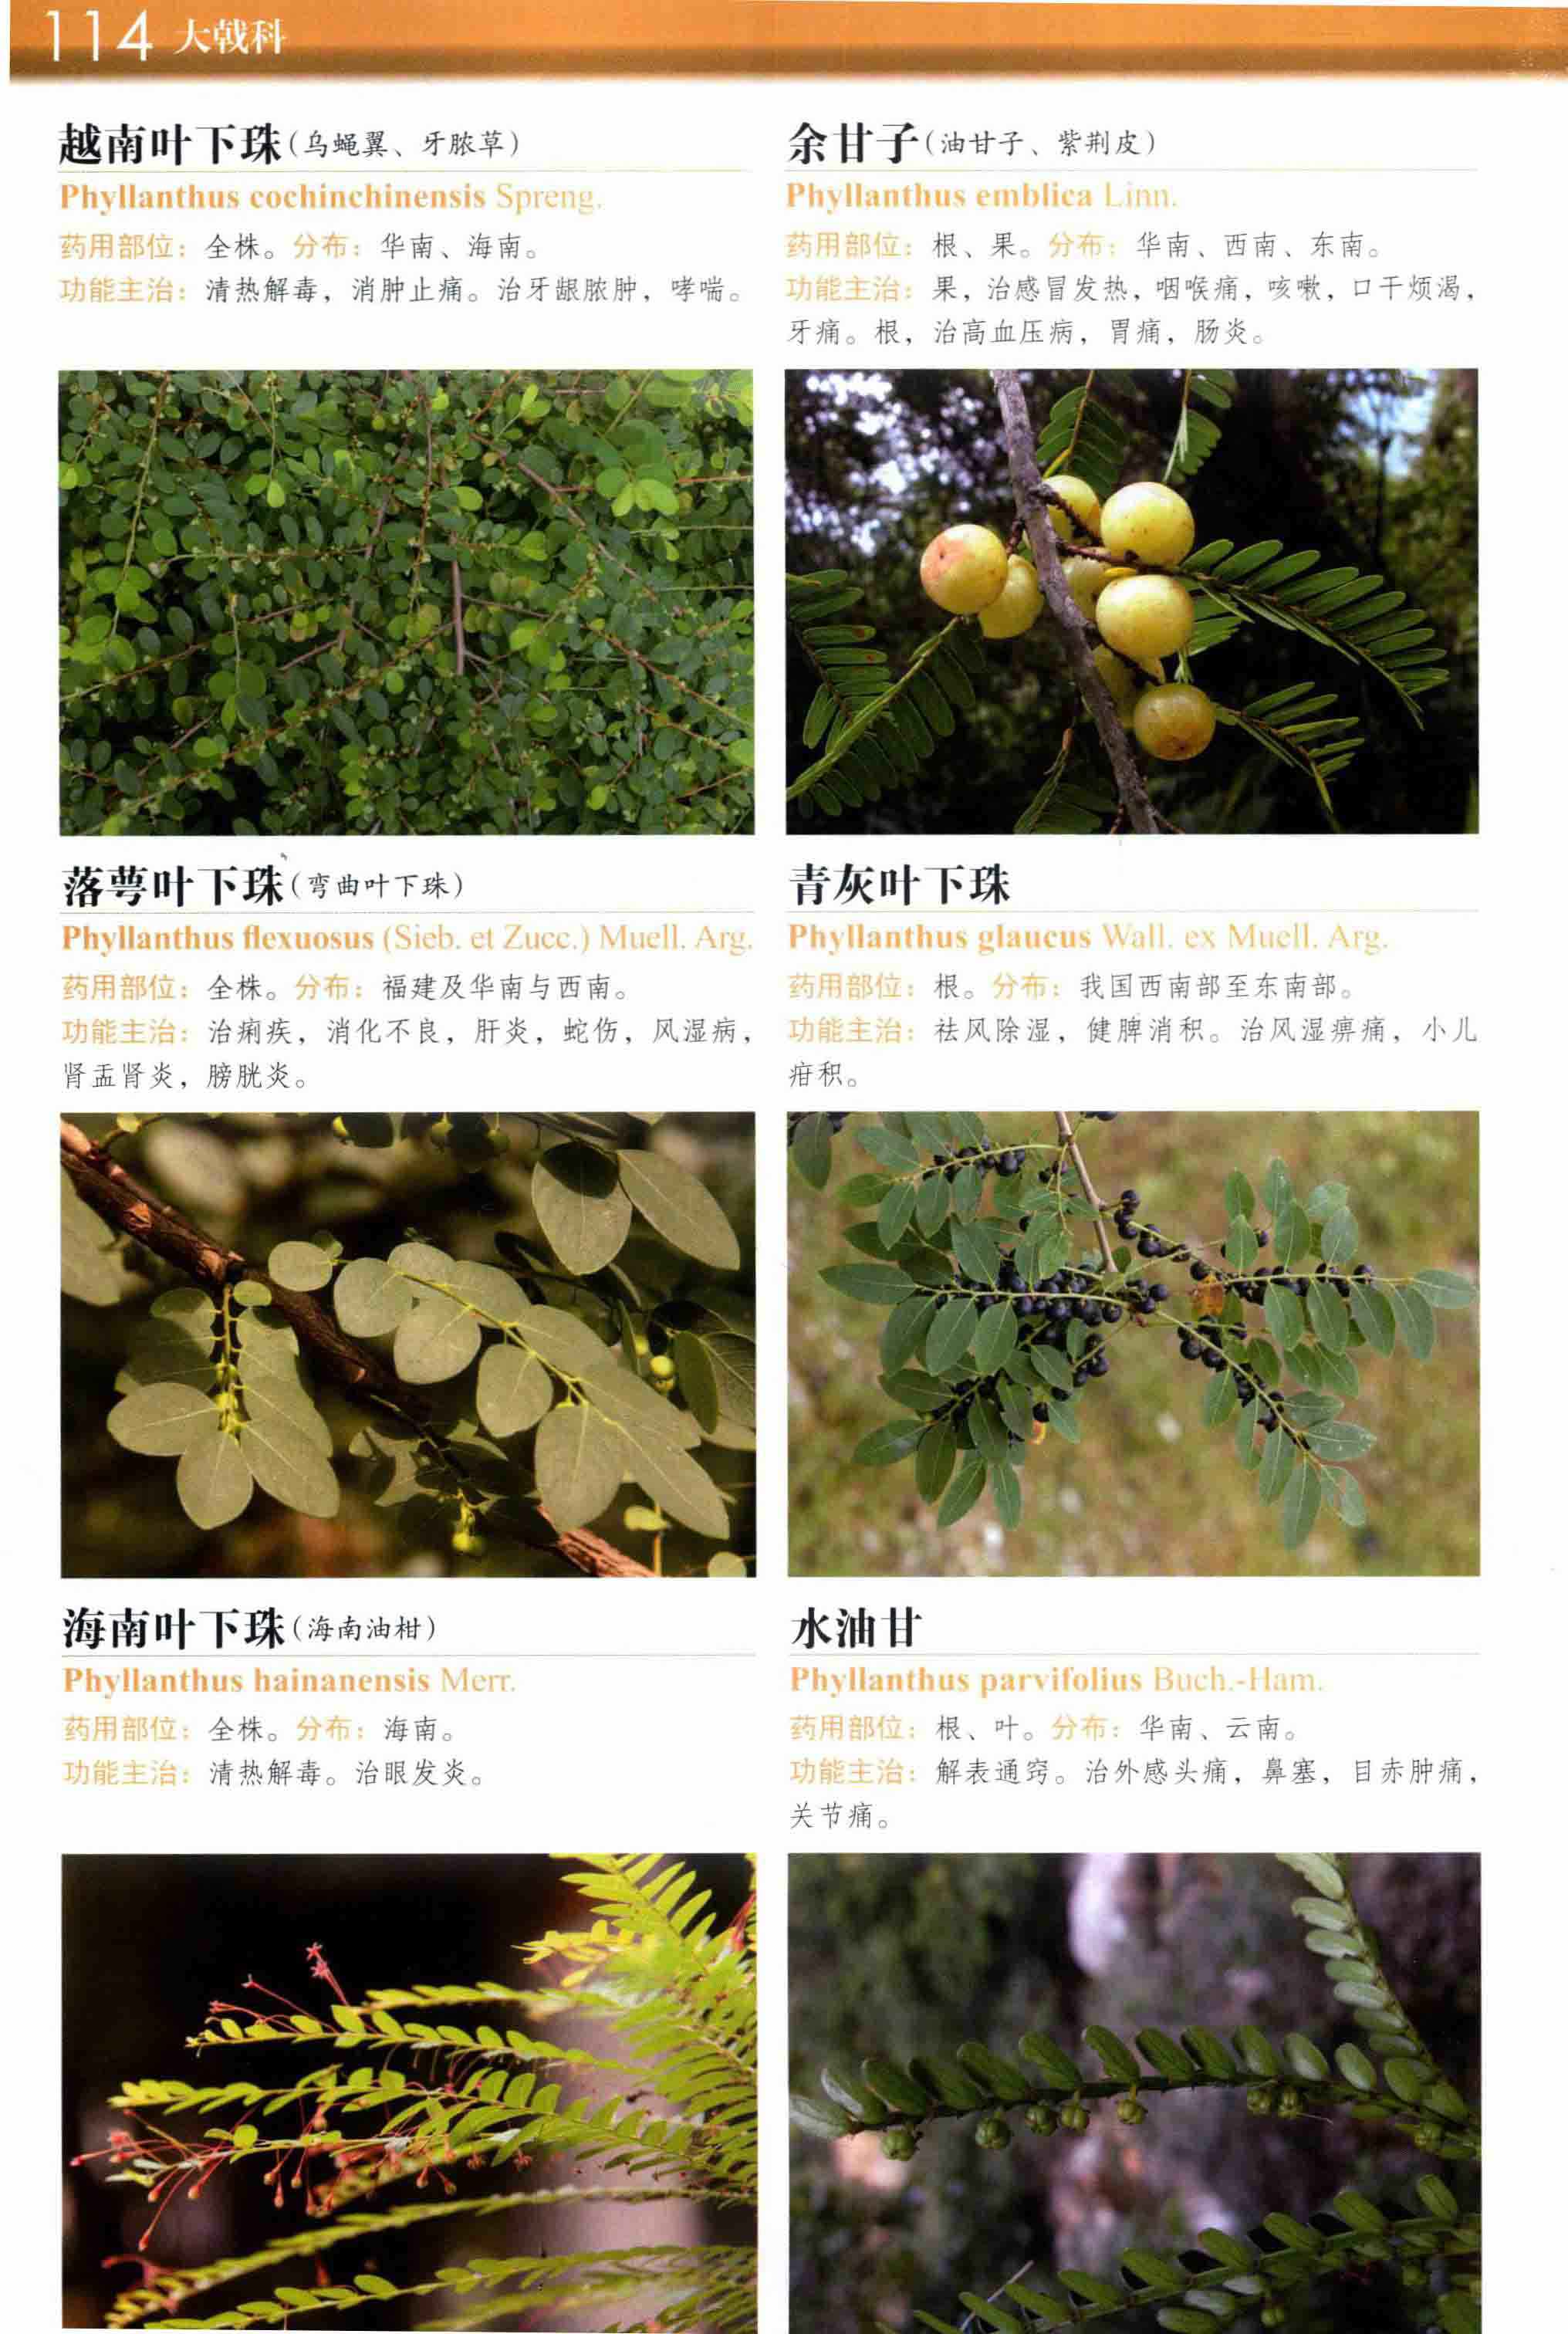 114 大戟科
越南叶下珠(乌蝇翼、牙脓草)
Phyllanthus cochinchinensis Spreng.
药用部位：全株。分布：华南、海南。
功能主治：清热解毒，消肿止痛。治牙龈脓肿，哮喘。
余甘子(油甘子、紫荆皮)
Phyllanthus emblica Linn.
药用部位：根、果。分布：华南、西南、东南。
功能主治：果，治感冒发热，咽喉痛，咳嗽，口干烦渴，
牙痛。根，治高血压病，胃痛，肠炎。
落萼叶下珠(弯曲叶下珠)
Phyllanthus flexuosus (Sieb. et Zucc.) Muell. Arg.
药用部位：全株。分布：福建及华南与西南。
功能主治：治痢疾，消化不良，肝炎，蛇伤，风湿病，
肾盂肾炎，膀胱炎。
青灰叶下珠
Phyllanthus glaucus Wall. ex Muell. Arg.
药用部位：根。分布：我国西南部至东南部。
功能主治：祛风除湿，健脾消积。治风湿痹痛，小儿
疳积。
海南叶下珠(海南油柑)
Phyllanthus hainanensis Merr.
药用部位：全株。分布：海南。
功能主治：清热解毒。治眼发炎。
水油甘
Phyllanthus parvifolius Buch.-Ham.
药用部位：根、叶。分布：华南、云南。
功能主治：解表通窍。治外感头痛，鼻塞，目赤肿痛，
关节痛。